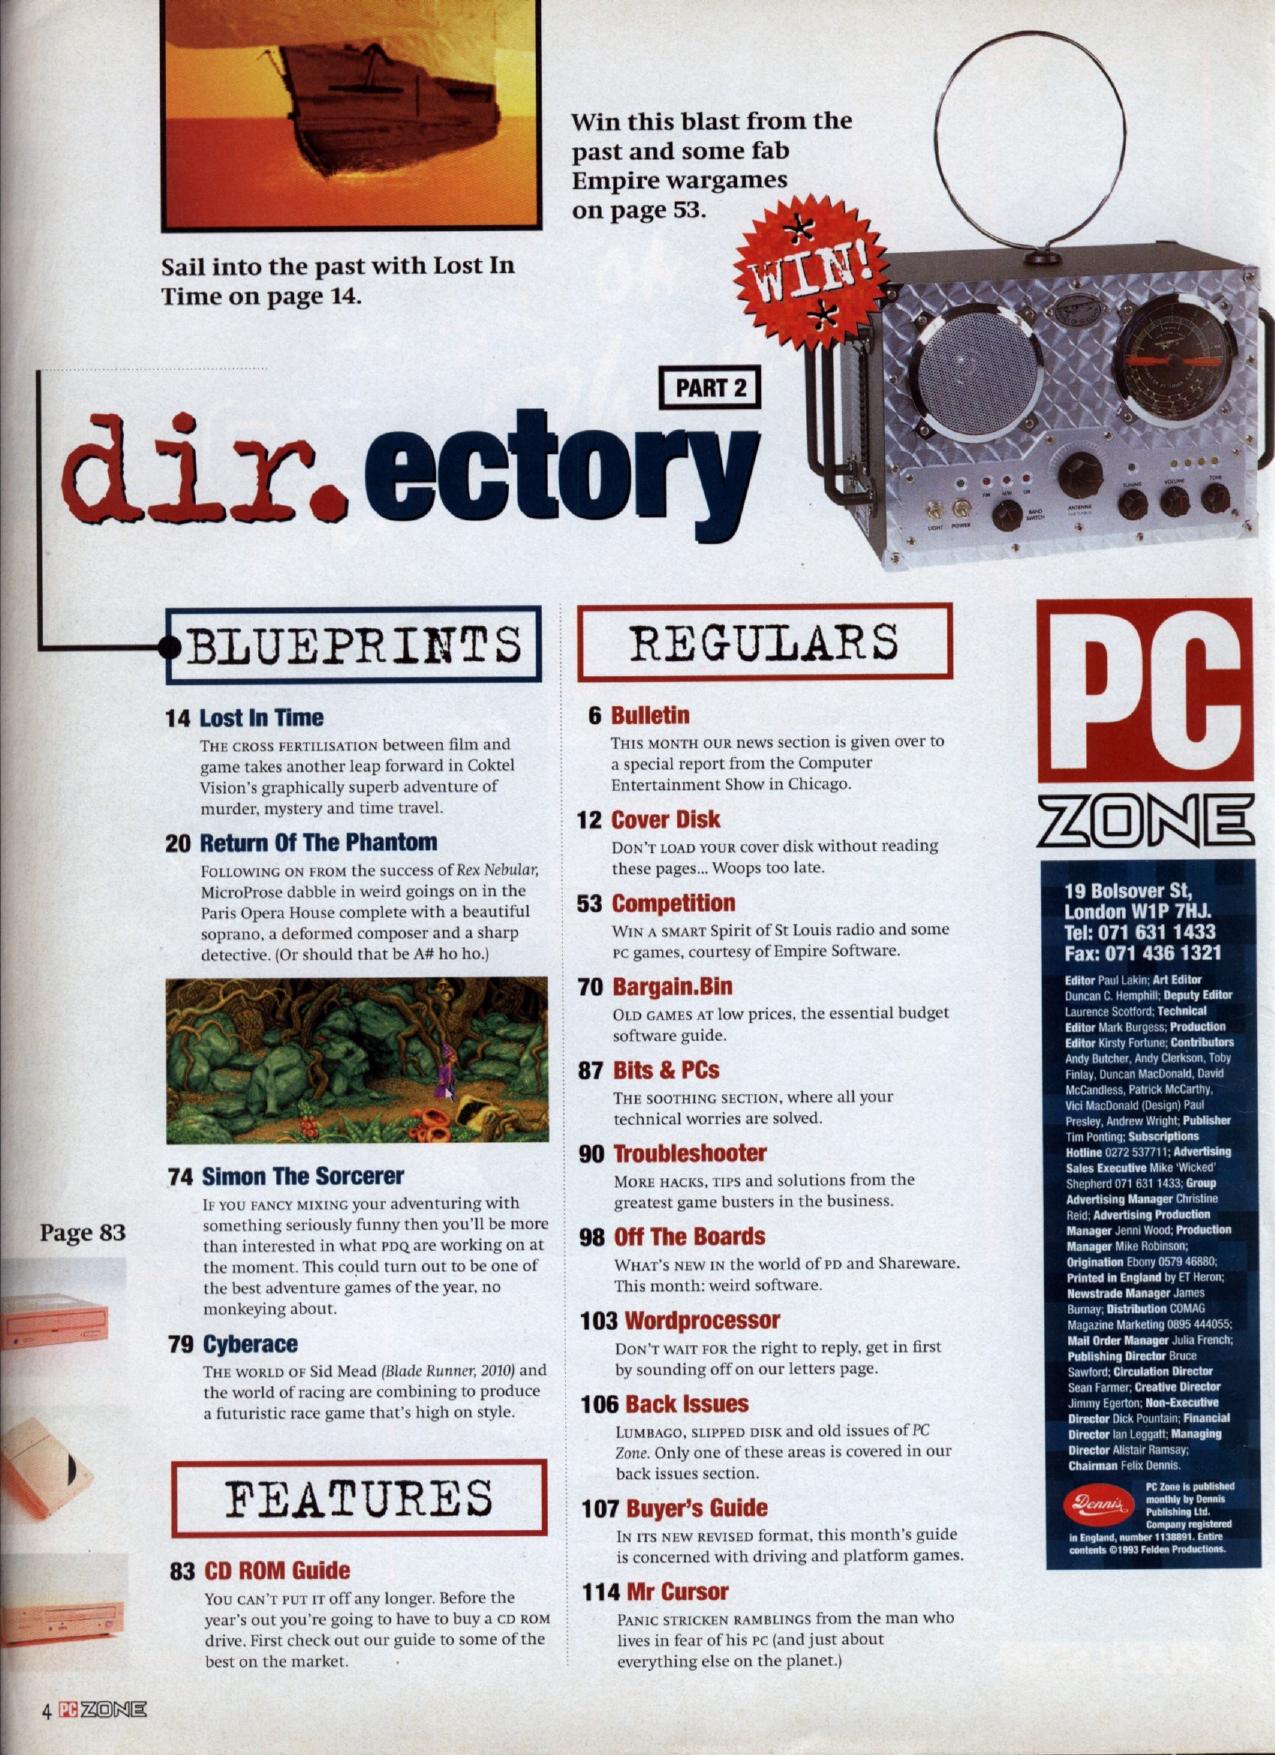 Sail into the past with Lost In
Time on page 14.
Win this blast from the
past and some fab
Empire wargames
on page 53.
WIN!
LIGHT
POWER
FM
MW
SW
BAND
SWITCH
ANTENNA
TUNING
VOLUME
TONE
PART 2
dir.ectory
BLUEPRINTS
14 Lost In Time
THE CROSS FERTILISATION between film and
game takes another leap forward in Coktel
Vision's graphically superb adventure of
murder, mystery and time travel.
20 Return Of The Phantom
FOLLOWING ON FROM the success of Rex Nebular,
MicroProse dabble in weird goings on in the
Paris Opera House complete with a beautiful
soprano, a deformed composer and a sharp
detective. (Or should that be A# ho ho.)
74 Simon The Sorcerer
IF YOU FANCY MIXING your adventuring with
something seriously funny then you'll be more
than interested in what PDQ are working on at
the moment. This could turn out to be one of
the best adventure games of the year, no
monkeying about.
79 Cyberace
THE WORLD OF Sid Mead (Blade Runner, 2010) and
the world of racing are combining to produce
a futuristic race game that's high on style.
Page 83
FEATURES
83 CD ROM Guide
YOU CAN'T PUT IT off any longer. Before the
year's out you're going to have to buy a CD ROM
drive. First check out our guide to some of the
best on the market.
REGULARS
6 Bulletin
THIS MONTH OUR news section is given over to
a special report from the Computer
Entertainment Show in Chicago.
12 Cover Disk
DON'T LOAD YOUR cover disk without reading
these pages... Woops too late.
53 Competition
WIN A SMART Spirit of St Louis radio and some
PC games, courtesy of Empire Software.
70 Bargain.Bin
OLD GAMES AT low prices, the essential budget
software guide.
87 Bits & PCs
THE SOOTHING SECTION, where all your
technical worries are solved.
90 Troubleshooter
MORE HACKS, TIPS and solutions from the
greatest game busters in the business.
98 Off The Boards
WHAT'S NEW IN the world of PD and Shareware.
This month: weird software.
103 Wordprocessor
DON'T WAIT FOR the right to reply, get in first
by sounding off on our letters page.
106 Back Issues
LUMBAGO, SLIPPED DISK and old issues of PC
Zone. Only one of these areas is covered in our
back issues section.
107 Buyer's Guide
IN ITS NEW REVISED format, this month's guide
is concerned with driving and platform games.
114 Mr Cursor
PANIC STRICKEN RAMBLINGS from the man who
lives in fear of his PC (and just about
everything else on the planet.)
PC
ZONE
19 Bolsover St,
London W1P 7HJ.
Tel: 071 631 1433
Fax: 071 436 1321
Editor Paul Lakin; Art Editor
Duncan C. Hemphill; Deputy Editor
Laurence Scotford; Technical
Editor Mark Burgess; Production
Editor Kirsty Fortune; Contributors
Andy Butcher, Andy Clerkson, Toby
Finlay, Duncan MacDonald, David
McCandless, Patrick McCarthy,
Vici MacDonald (Design) Paul
Presley, Andrew Wright; Publisher
Tim Ponting; Subscriptions
Hotline 0272 537711; Advertising
Sales Executive Mike 'Wicked'
Shepherd 071 631 1433; Group
Advertising Manager Christine
Reid; Advertising Production
Manager Jenni Wood; Production
Manager Mike Robinson;
Origination Ebony 0579 46880;
Printed in England by ET Heron;
Newstrade Manager James
Burnay; Distribution COMAG
Magazine Marketing 0895 444055;
Mail Order Manager Julia French;
Publishing Director Bruce
Sawford; Circulation Director
Sean Farmer; Creative Director
Jimmy Egerton; Non-Executive
Director Dick Pountain; Financial
Director Ian Leggatt; Managing
Director Alistair Ramsay;
Chairman Felix Dennis.
Dennis
PC Zone is published
monthly by Dennis
Publishing Ltd.
Company registered
in England, number 1138891. Entire
contents ©1993 Felden Productions.
4 PC ZONE